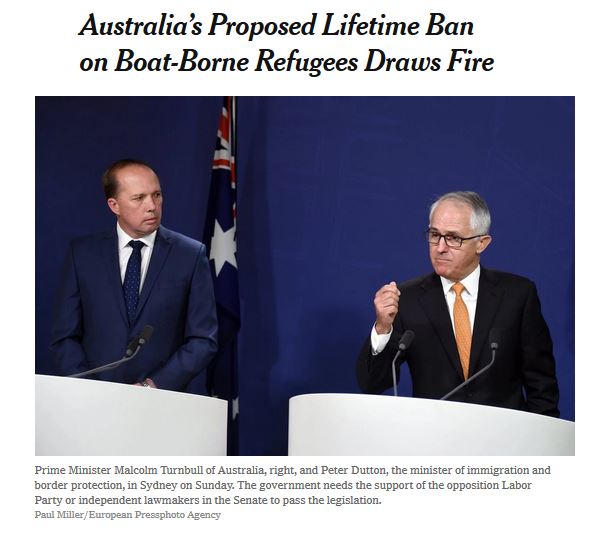 Australia’s Proposed Lifetime Ban
on Boat-Borne Refugees Draws Fire
Prime Minister Malcolm Turnbull of Australia, right, and Peter Dutton, the minister of immigration and
border protection, in Sydney on Sunday. The government needs the support of the opposition Labor
Party or independent lawmakers in the Senate to pass the legislation.
Paul Miller/European Pressphoto Agency